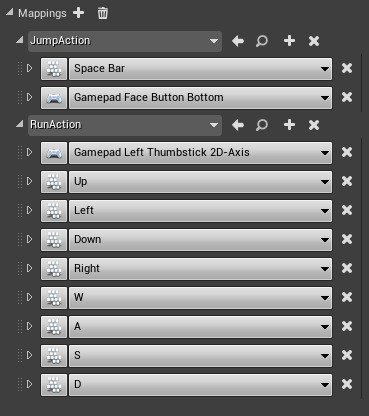 Mappings
JumpAction
Space Bar
Gamepad Face Button Bottom
RunAction
Gamepad Left Thumbstick 2D-Axis
Up
Left
Down
Right
W
A
S
D